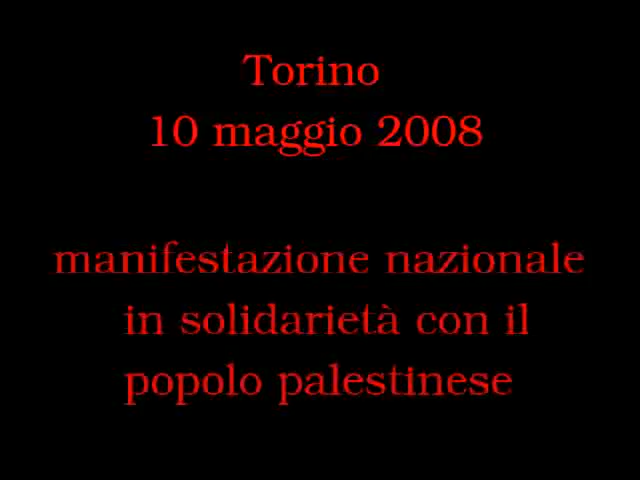 Torino
10 maggio 2008
manifestazione nazionale
in solidarietà con il
popolo palestinese